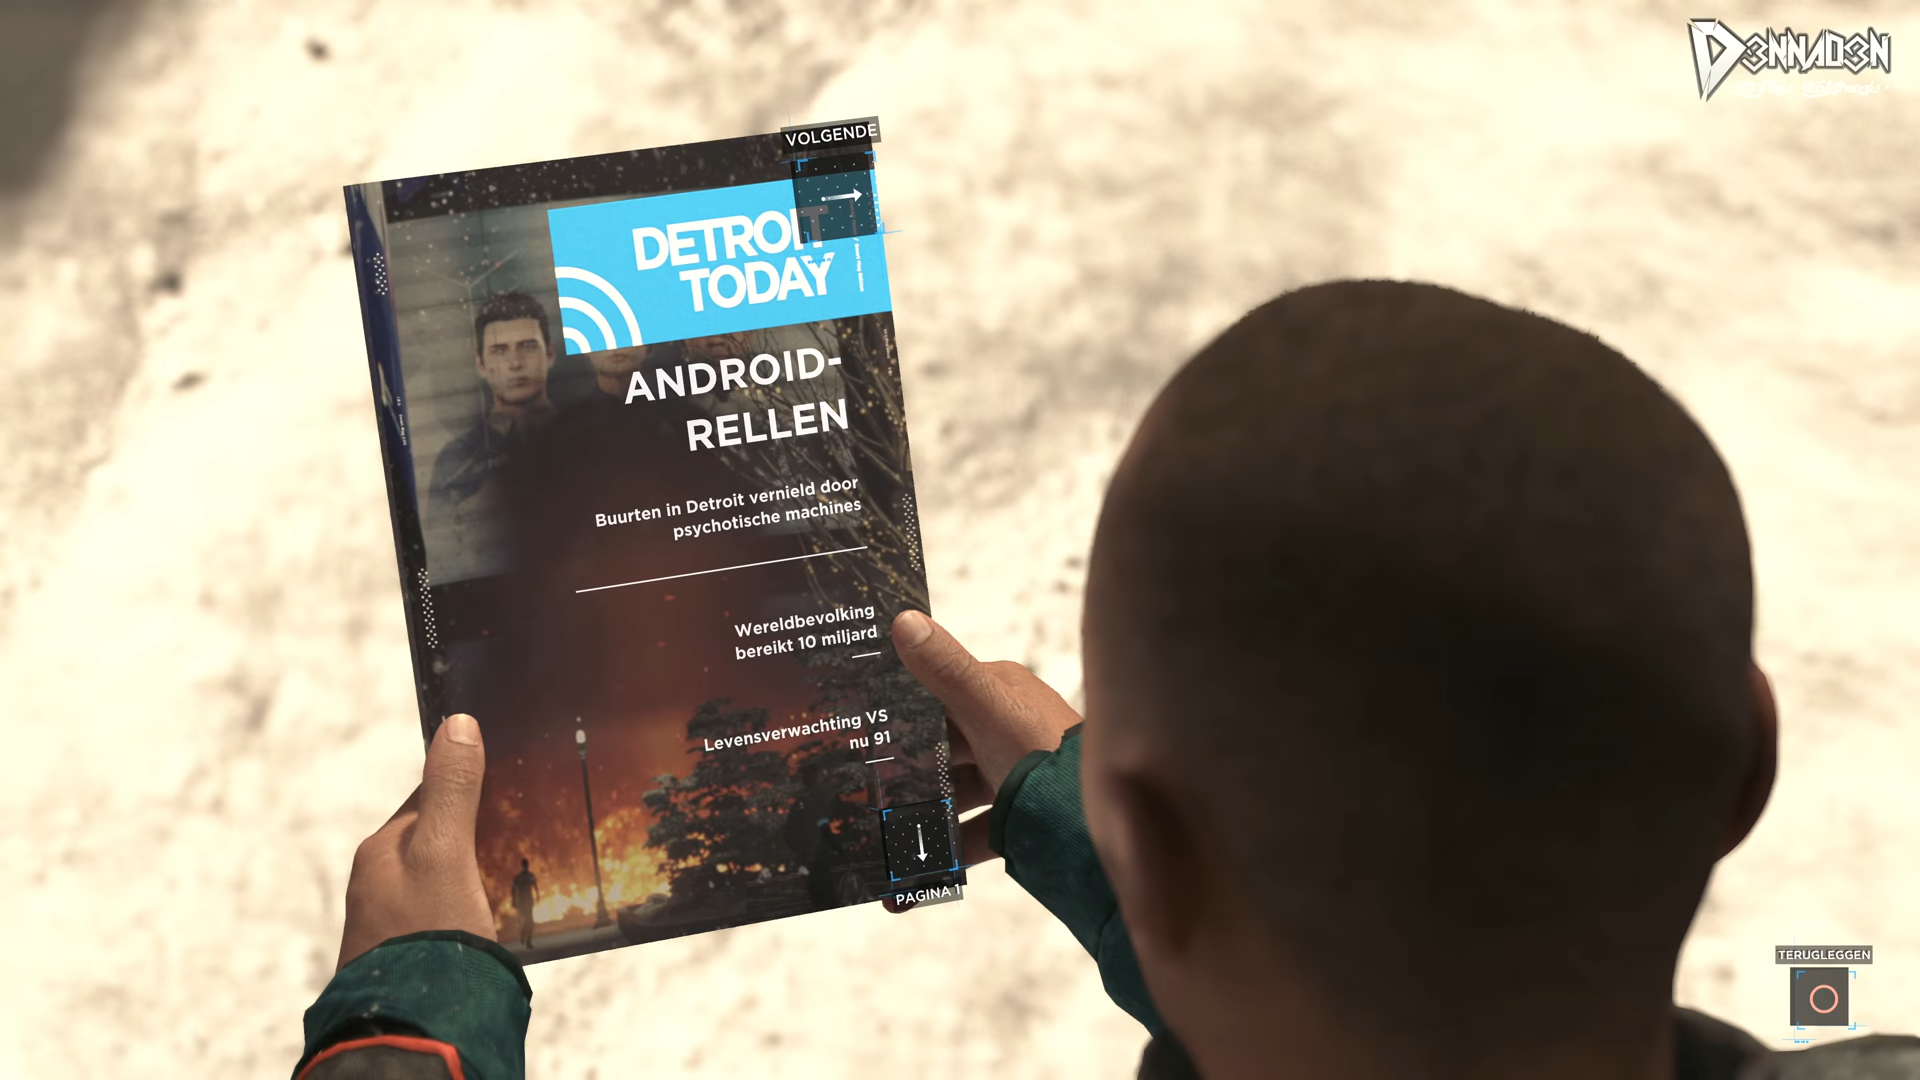 D3NNAD3N
VOLGENDE
DETROIT
TODAY
ANDROID-
RELLEN
Buurten in Detroit vernield door
psychotische machines
Wereldbevolking
bereikt 10 miljard
Levensverwachting VS
nu 91
PAGINA 1
TERUGLEGGEN